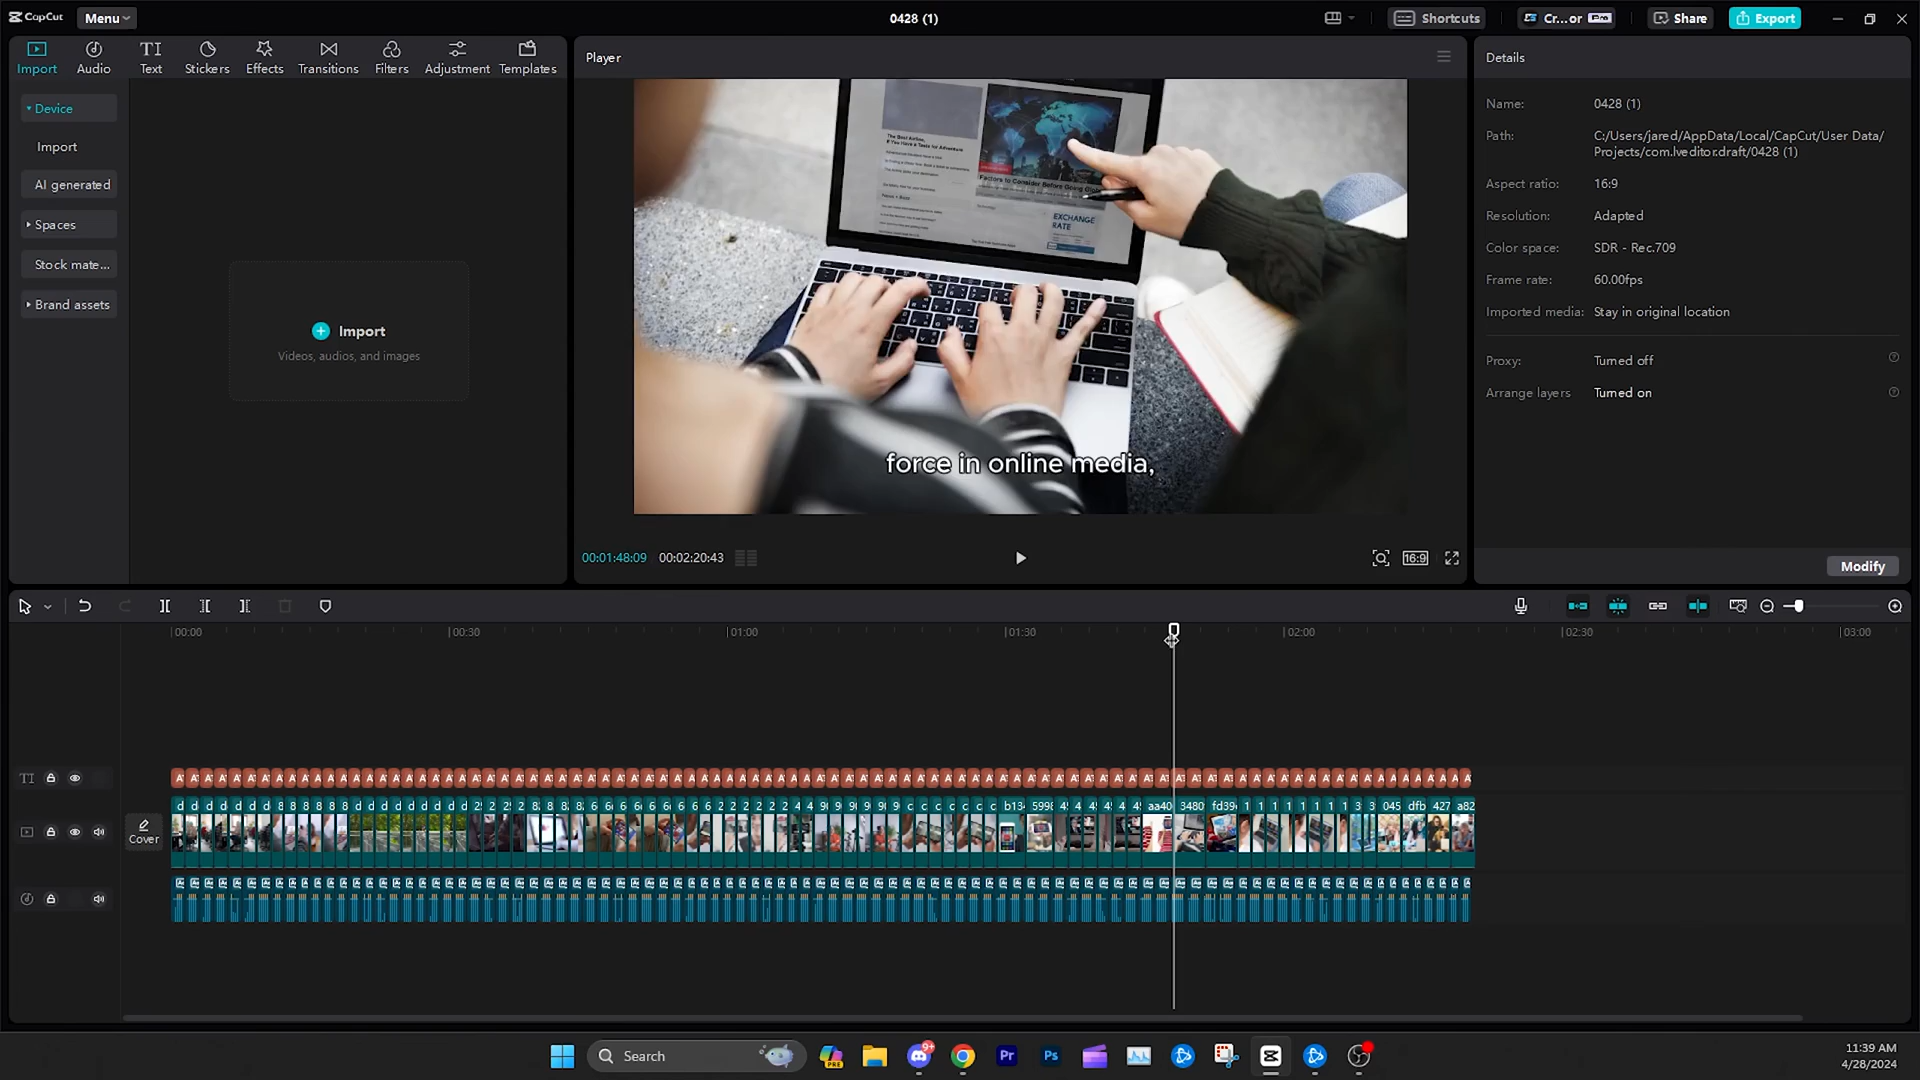 CapCut
Menu
0428 (1)
Shortcuts
Cr...or Pro
Share
Export
Import
Audio
Text
Stickers
Effects
Transitions
Filters
Adjustment
Templates
Player
Details
Device
Import
AI generated
Spaces
Stock mate...
Brand assets
Import
Videos, audios, and images
EXCHANGE
RATE
force in online media,
00:01:48:09 00:02:20:43
16:9
Name: 0428 (1)
Path: C:/Users/jared/AppData/Local/CapCut/User Data/
Projects/com.lveditor.draft/0428 (1)
Aspect ratio: 16:9
Resolution: Adapted
Color space: SDR - Rec.709
Frame rate: 60.00fps
Imported media: Stay in original location
Proxy: Turned off
Arrange layers Turned on
Modify
00:00 00:30 01:00 01:30 02:00 02:30 03:00
Cover
Search
PRE
9+
Pr
Ps
11:39 AM
4/28/2024